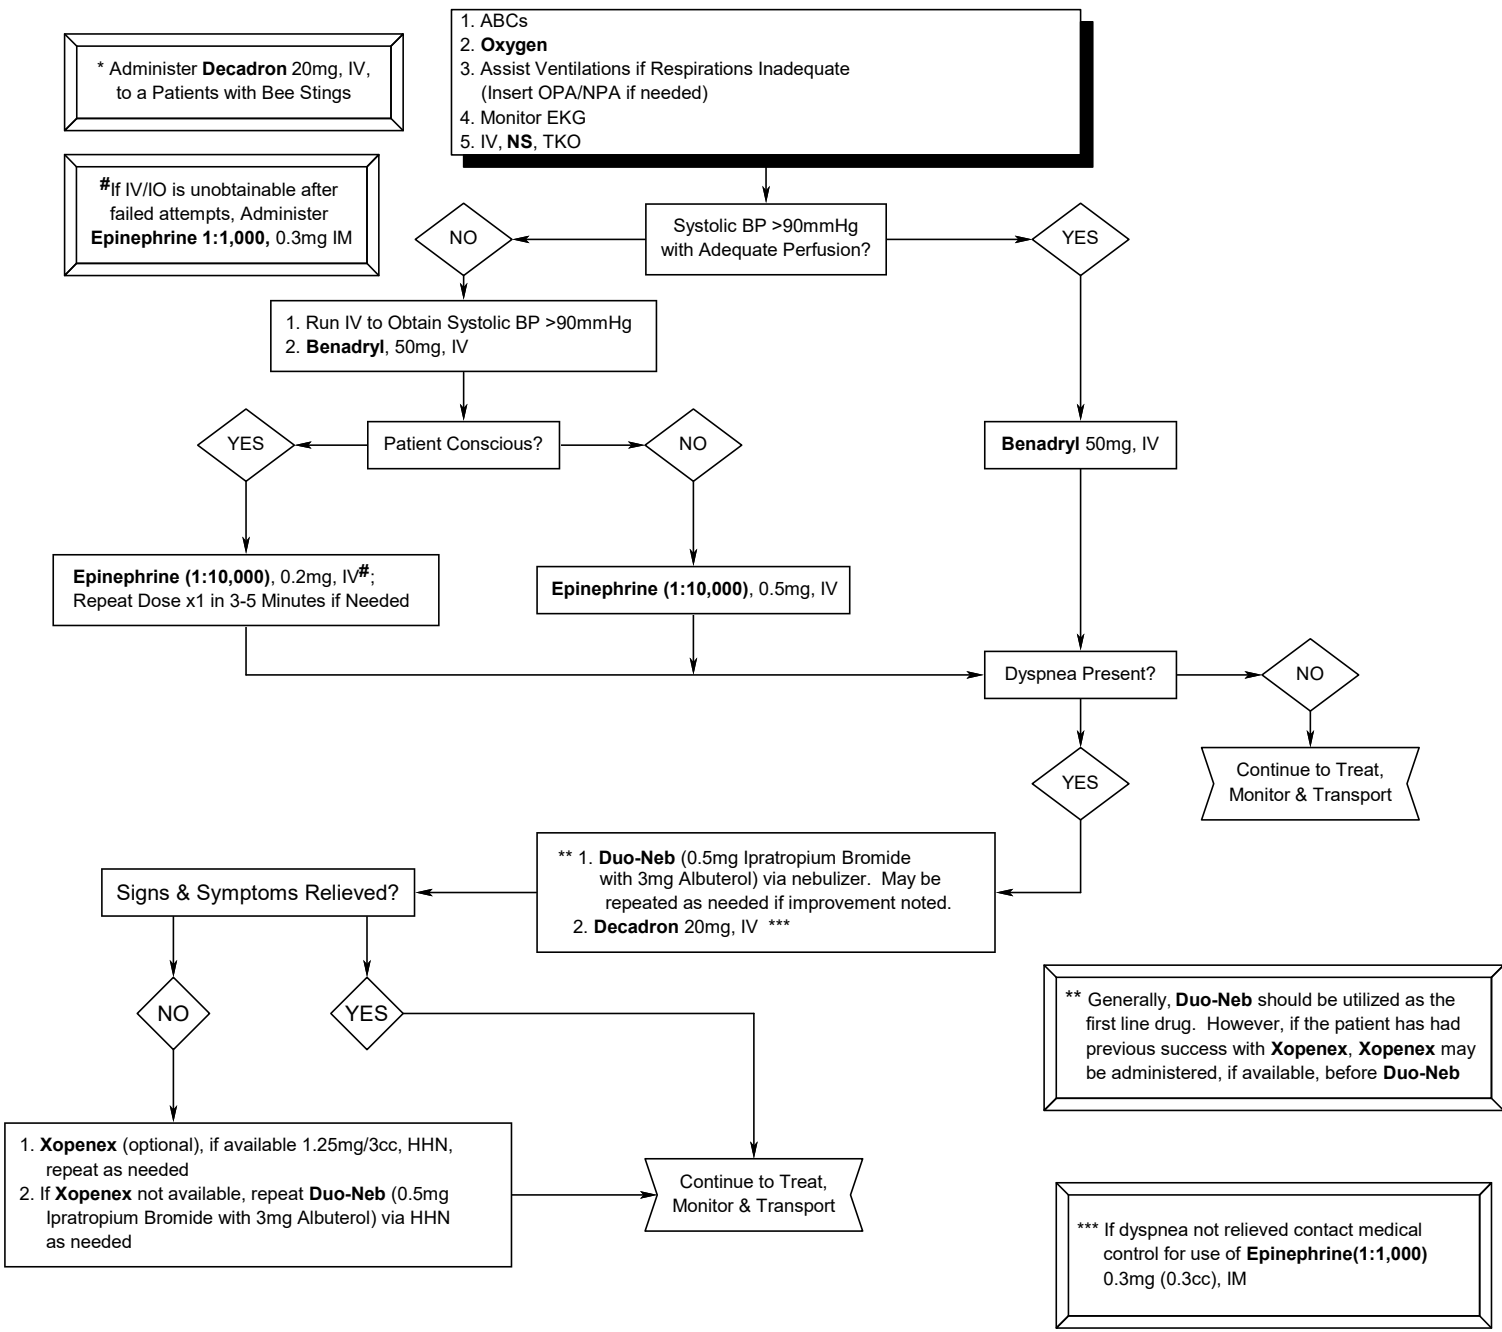 * Administer Decadron 20mg, IV,
to a Patients with Bee Stings
#If IV/IO is unobtainable after
failed attempts, Administer
Epinephrine 1:1,000, 0.3mg IM
1. ABCs
2. Oxygen
3. Assist Ventilations if Respirations Inadequate
(Insert OPA/NPA if needed)
4. Monitor EKG
5. IV, NS, TKO
Systolic BP >90mmHg
with Adequate Perfusion?
NO
YES
1. Run IV to Obtain Systolic BP >90mmHg
2. Benadryl, 50mg, IV
Patient Conscious?
YES
NO
Benadryl 50mg, IV
Epinephrine (1:10,000), 0.2mg, IV#;
Repeat Dose x1 in 3-5 Minutes if Needed
Epinephrine (1:10,000), 0.5mg, IV
Dyspnea Present?
NO
Continue to Treat,
Monitor & Transport
YES
** 1. Duo-Neb (0.5mg Ipratropium Bromide
with 3mg Albuterol) via nebulizer. May be
repeated as needed if improvement noted.
2. Decadron 20mg, IV ***
Signs & Symptoms Relieved?
NO
YES
** Generally, Duo-Neb should be utilized as the
first line drug. However, if the patient has had
previous success with Xopenex, Xopenex may
be administered, if available, before Duo-Neb
1. Xopenex (optional), if available 1.25mg/3cc, HHN,
repeat as needed
2. If Xopenex not available, repeat Duo-Neb (0.5mg
Ipratropium Bromide with 3mg Albuterol) via HHN
as needed
Continue to Treat,
Monitor & Transport
*** If dyspnea not relieved contact medical
control for use of Epinephrine(1:1,000)
0.3mg (0.3cc), IM